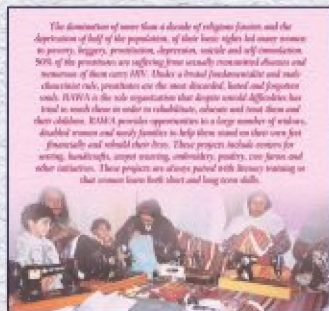 The domination of more than a decade of religious fascism and the
deprivation of half of the population, of their basic rights led many women
to poverty, beggary, prostitution, depression, suicide and self-immolation.
50% of the prostitutes are suffering from sexually transmitted diseases and
numerous of them carry HIV. Under a brutal fundamentalist and male
chauvinist rule, prostitutes are the most discarded, hated and forgotten
souls. RAWA is the sole organization that despite untold difficulties has
tried to reach them in order to rehabilitate, educate and treat them and
their children. RAWA provides opportunities to a large number of widows,
disabled women and needy families to help them stand on their own feet
financially and rebuild their lives. These projects include centers for
sewing, handicrafts, carpet weaving, embroidery, poultry, cow farms and
other initiatives. These projects are always paired with literacy training so
that women learn both short and long term skills.